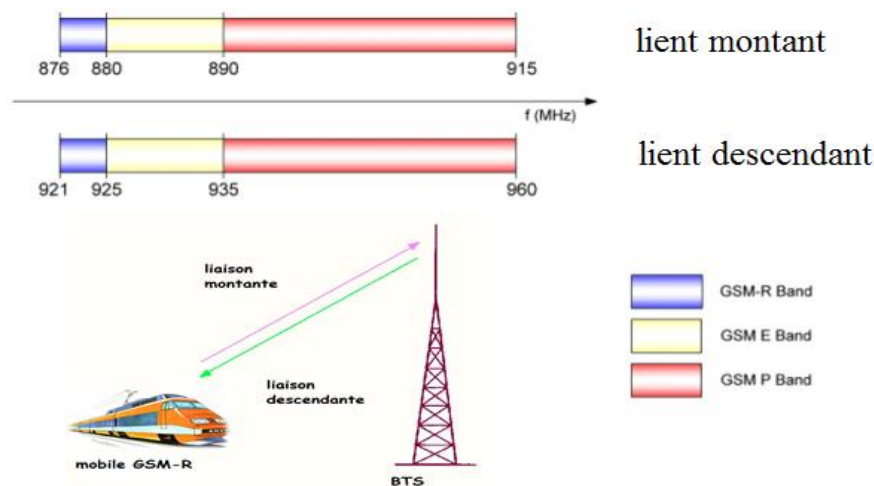 lient montant
876 880 890 915
f (MHz)
lient descendant
921 925 935 960
liaison
montante
liaison
descendante
mobile GSM-R
BTS
GSM-R Band
GSM E Band
GSM P Band